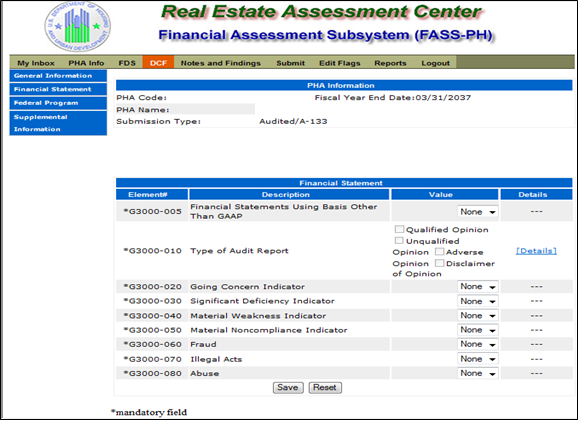 U.S. DEPARTMENT OF HOUSING
AND URBAN DEVELOPMENT
Real Estate Assessment Center
Financial Assessment Subsystem (FASS-PH)
My Inbox PHA Info FDS DCF Notes and Findings Submit Edit Flags Reports Logout
General Information
Financial Statement
Federal Program
Supplemental
Information
PHA Information
PHA Code: Fiscal Year End Date:03/31/2037
PHA Name:
Submission Type: Audited/A-133
Financial Statement
Element# Description Value Details
*G3000-005 Financial Statements Using Basis Other
Than GAAP None ---
*G3000-010 Type of Audit Report Qualified Opinion
Unqualified
Opinion Adverse
Opinion Disclaimer
of Opinion [Details]
*G3000-020 Going Concern Indicator None ---
*G3000-030 Significant Deficiency Indicator None ---
*G3000-040 Material Weakness Indicator None ---
*G3000-050 Material Noncompliance Indicator None ---
*G3000-060 Fraud None ---
*G3000-070 Illegal Acts None ---
*G3000-080 Abuse None ---
Save Reset
*mandatory field